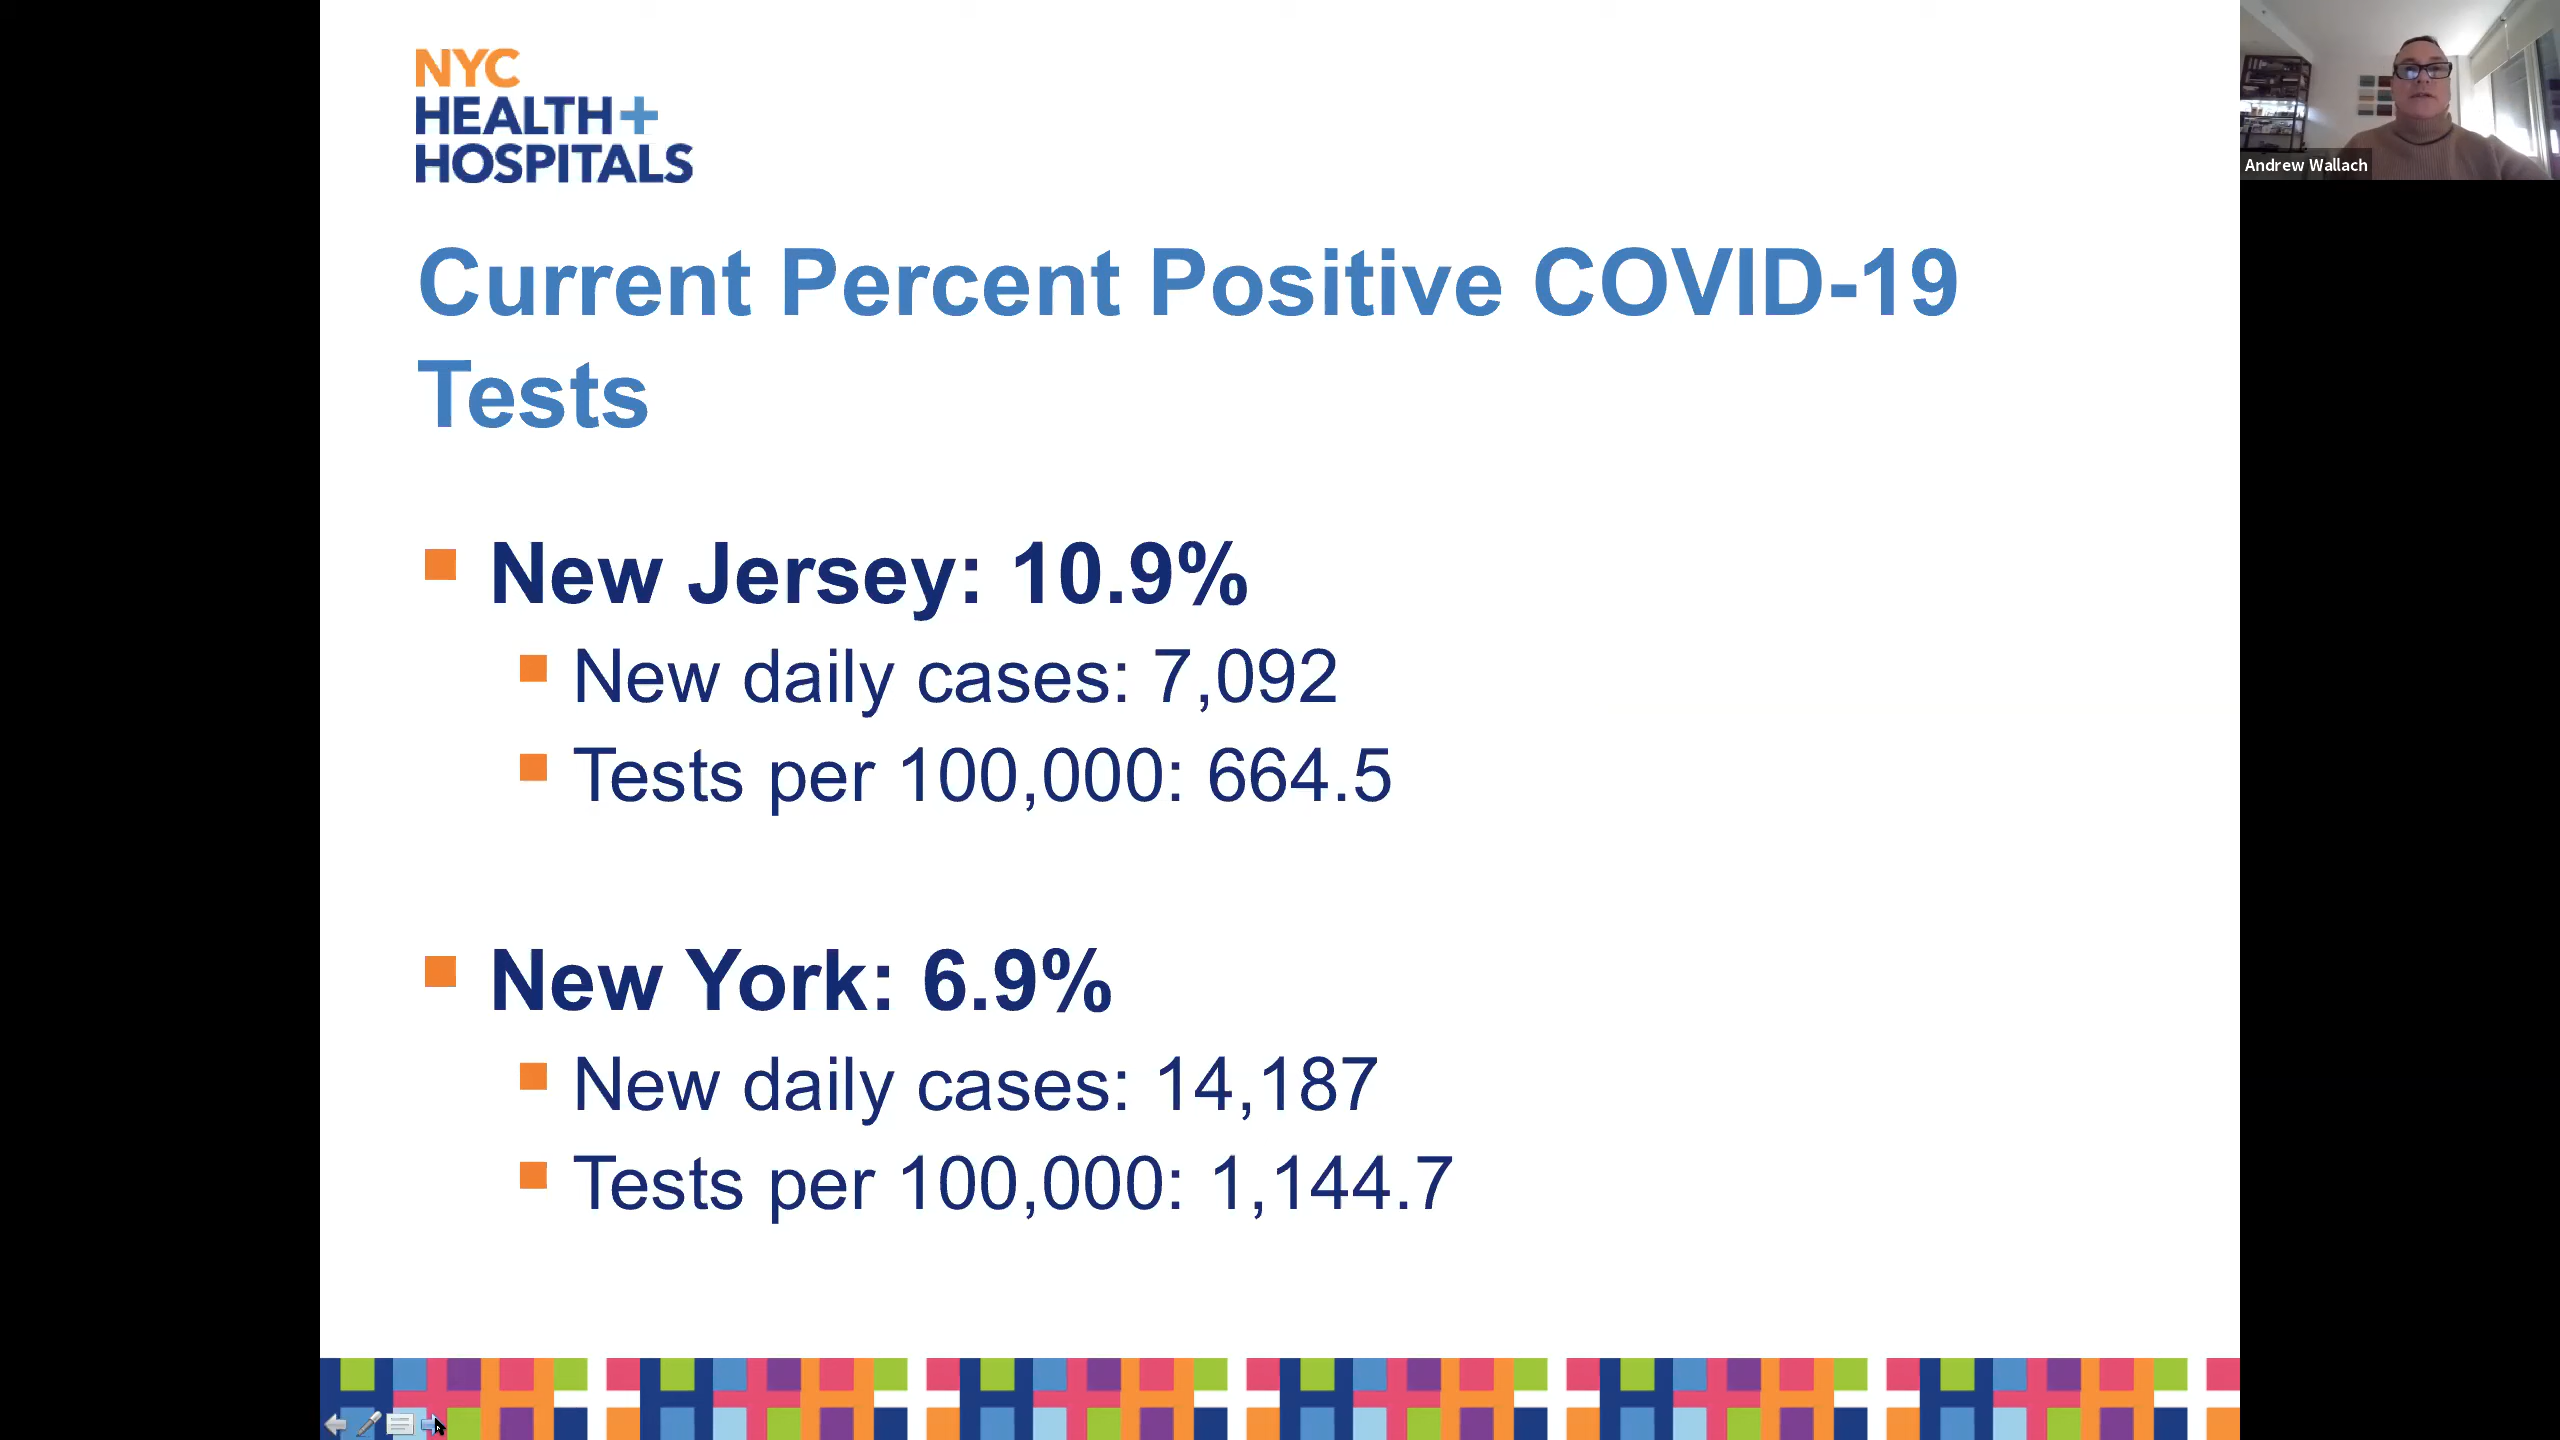 NYC
HEALTH+
HOSPITALS
Andrew Wallach
Current Percent Positive COVID-19
Tests
New Jersey: 10.9%
New daily cases: 7,092
Tests per 100,000: 664.5
New York: 6.9%
New daily cases: 14,187
Tests per 100,000: 1,144.7